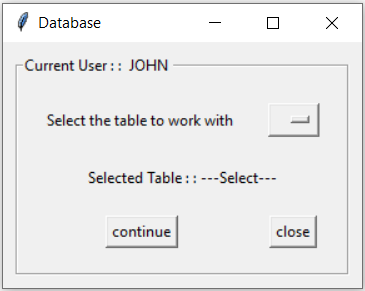 Database
Current User : : JOHN
Select the table to work with
Selected Table : : ---Select---
continue close